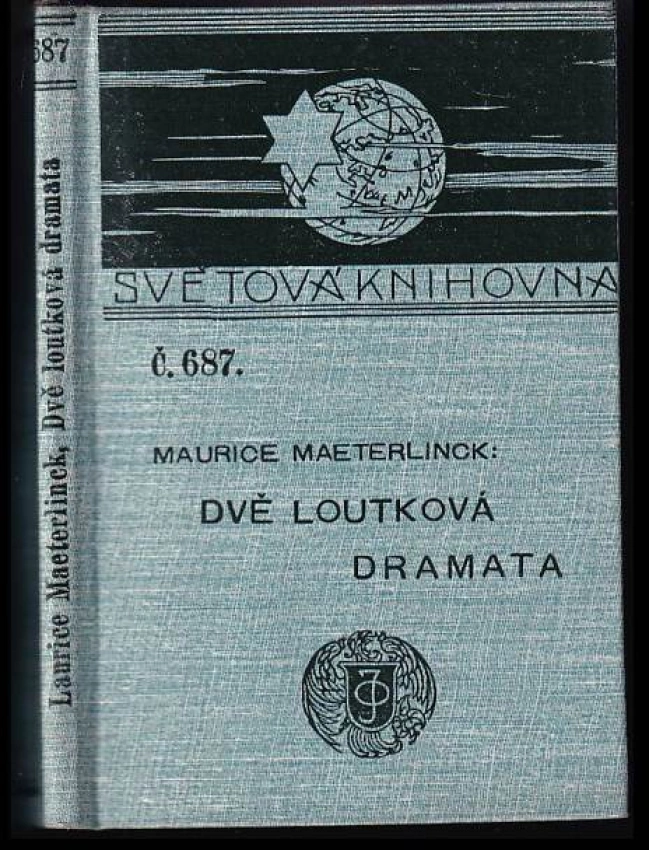 687
Laurice Maeterlinck, Dvě loutková dramata
SVĚTOVÁ KNIHOVNA
Č. 687.
MAURICE MAETERLINCK:
DVĚ LOUTKOVÁ
DRAMATA